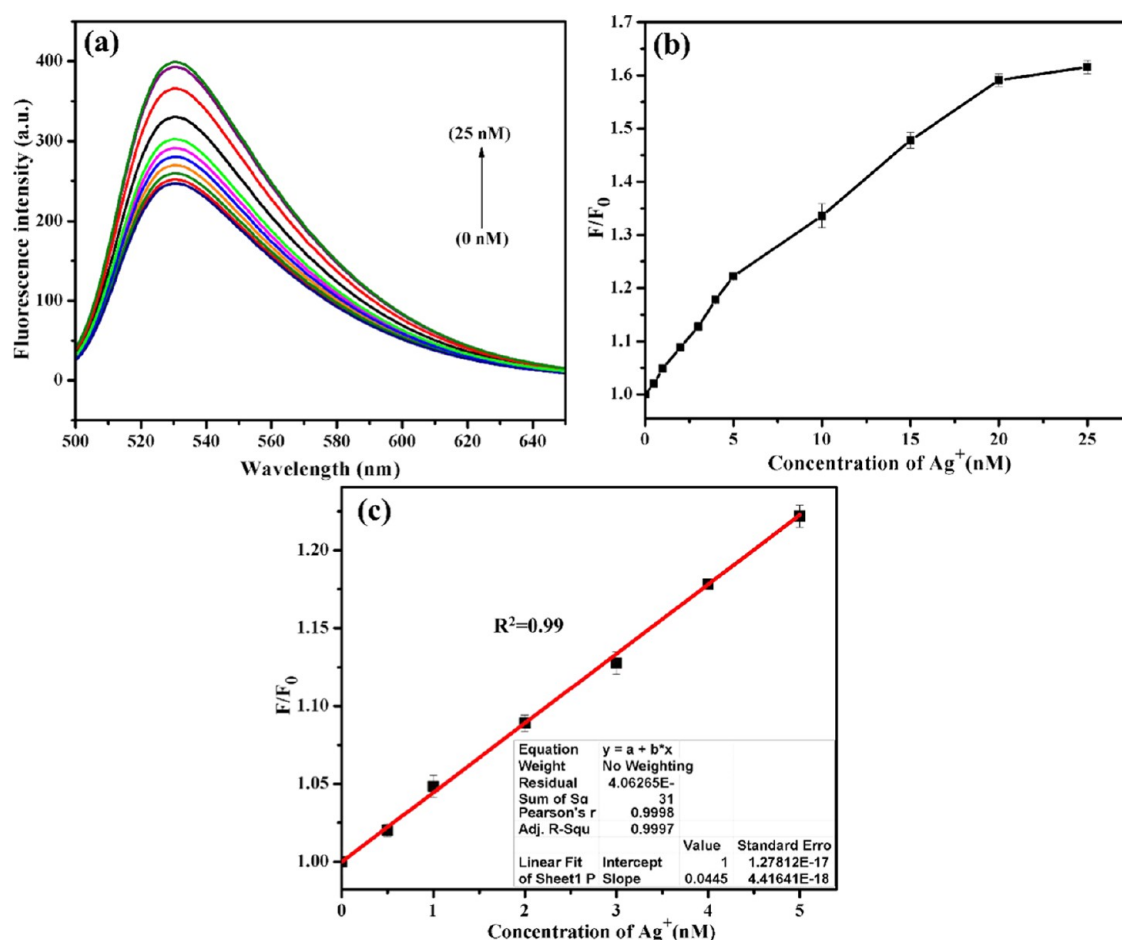 (a)
400
300
200
100
0
Fluorescence intensity (a.u.)
(25 nM)
(0 nM)
500 520 540 560 580 600 620 640
Wavelength (nm)
(b)
1.7
1.6
1.5
1.4
1.3
1.2
1.1
1.0
F/F₀
0 5 10 15 20 25
Concentration of Ag⁺(nM)
(c)
1.20
1.15
1.10
1.05
1.00
F/F₀
R²=0.99
Equation y = a + b*x
Weight No Weighting
Residual 4.06265E-
Sum of Sq 31
Pearson's r 0.9998
Adj. R-Squ 0.9997
Value Standard Erro
Linear Fit Intercept 1 1.27812E-17
of Sheet1 P Slope 0.0445 4.41641E-18
0 1 2 3 4 5
Concentration of Ag⁺(nM)